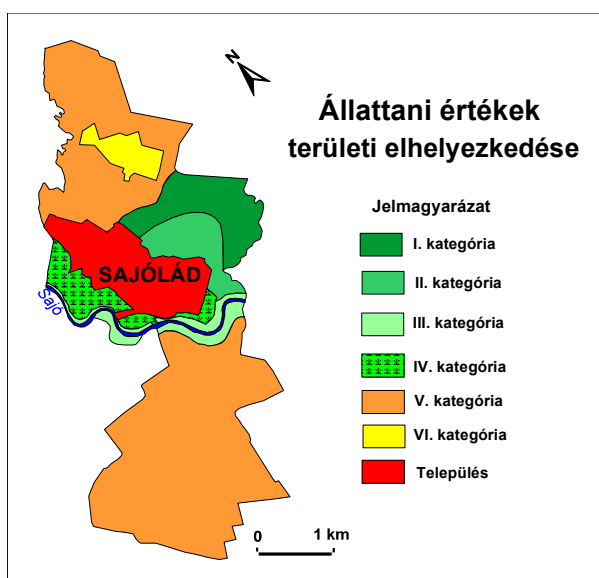 N
Állattani értékek
területi elhelyezkedése
Jelmagyarázat
I. kategória
II. kategória
III. kategória
IV. kategória
V. kategória
VI. kategória
Település
SAJÓLÁD
Sajó
0 1 km